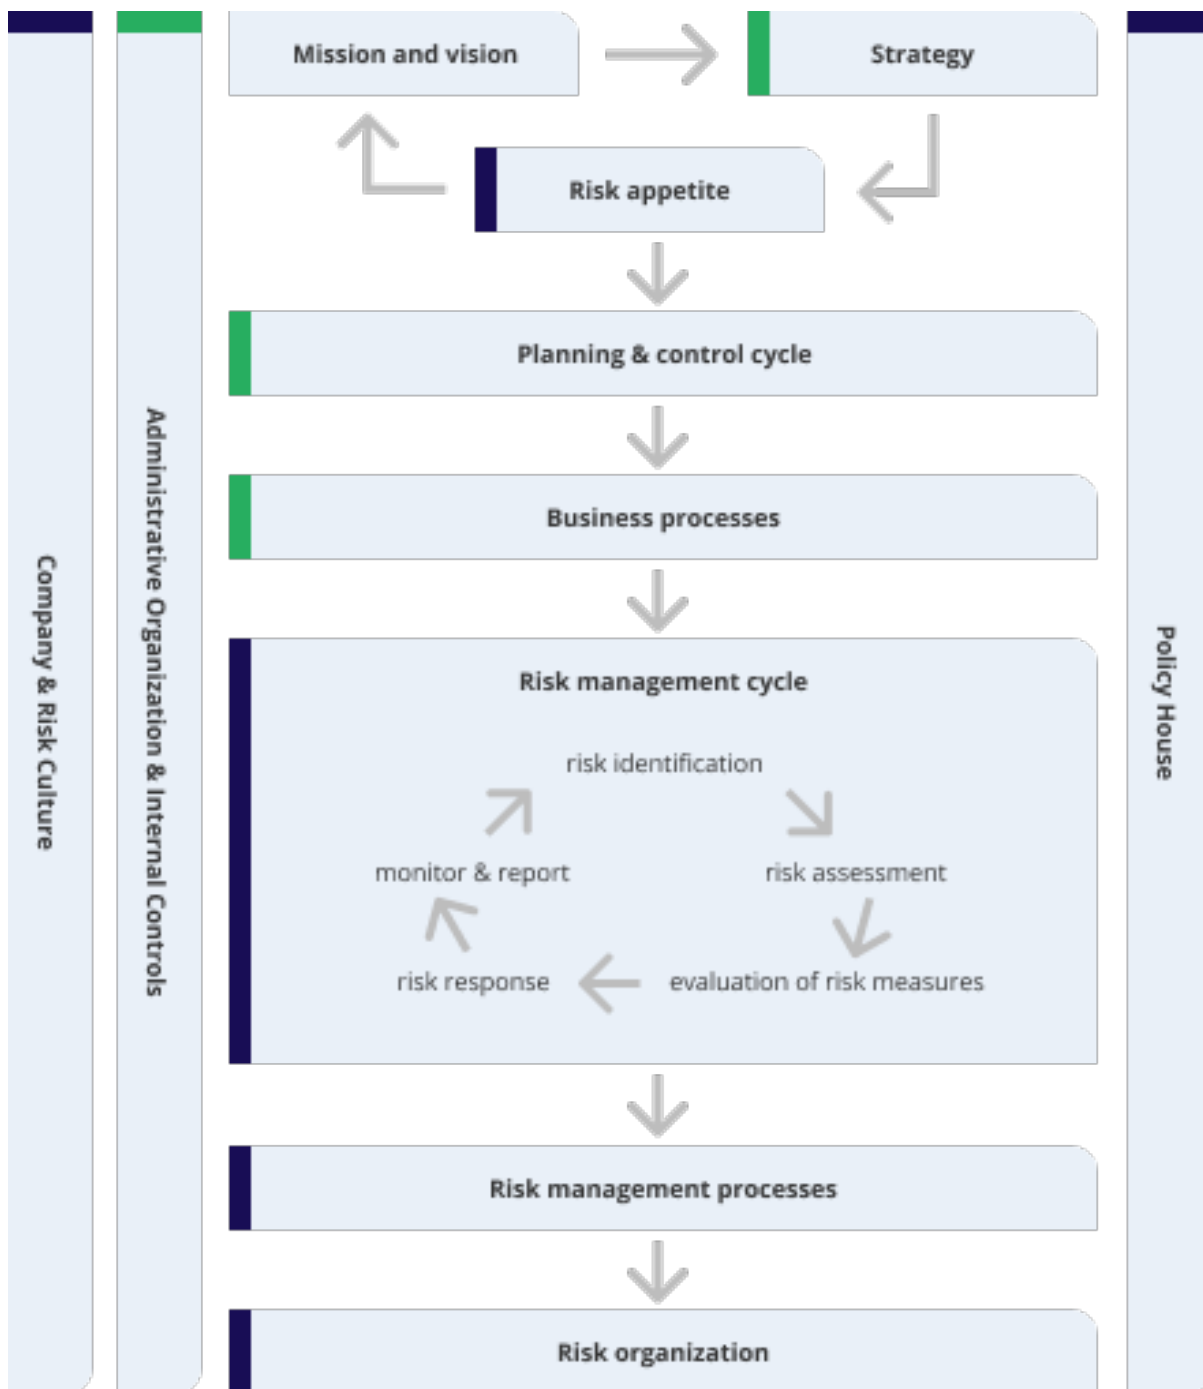 Mission and vision
Strategy
Risk appetite
Planning & control cycle
Business processes
Risk management cycle
risk identification
monitor & report
risk assessment
risk response
evaluation of risk measures
Risk management processes
Risk organization
Company & Risk Culture
Administrative Organization & Internal Controls
Policy House